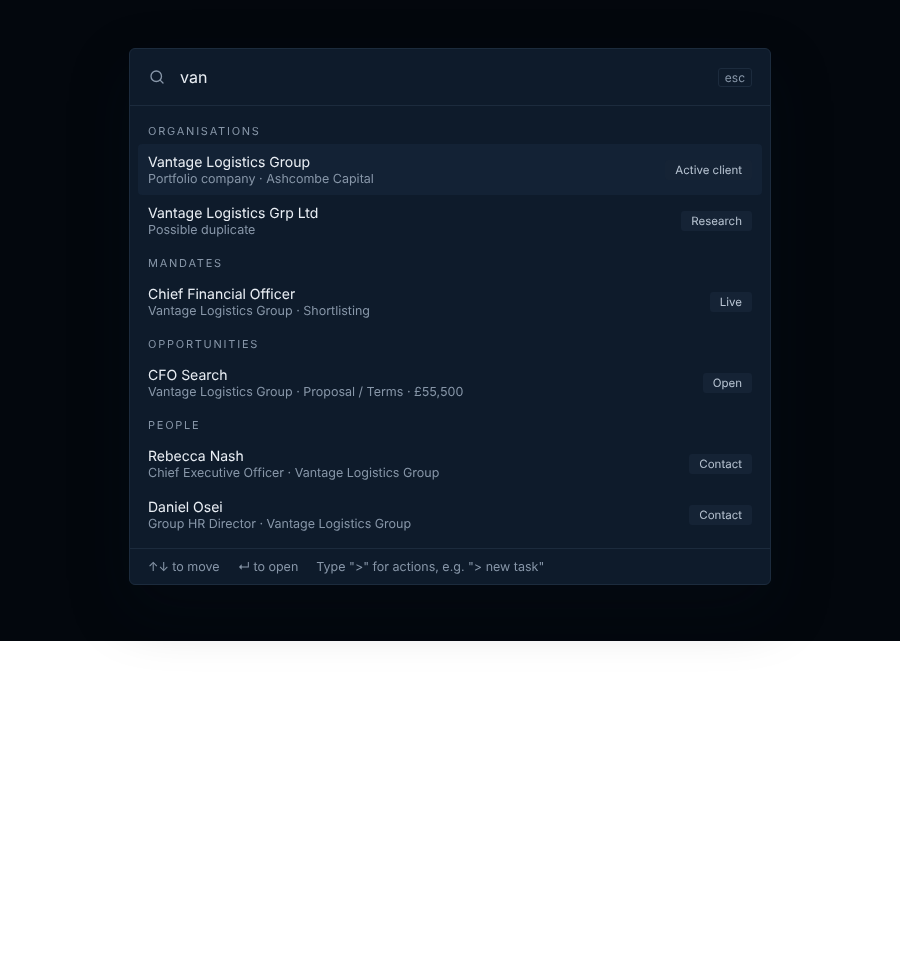 van
esc
ORGANISATIONS
Vantage Logistics Group
Portfolio company · Ashcombe Capital
Active client
Vantage Logistics Grp Ltd
Possible duplicate
Research
MANDATES
Chief Financial Officer
Vantage Logistics Group · Shortlisting
Live
OPPORTUNITIES
CFO Search
Vantage Logistics Group · Proposal / Terms · £55,500
Open
PEOPLE
Rebecca Nash
Chief Executive Officer · Vantage Logistics Group
Contact
Daniel Osei
Group HR Director · Vantage Logistics Group
Contact
↑↓ to move ↵ to open Type ">" for actions, e.g. "> new task"